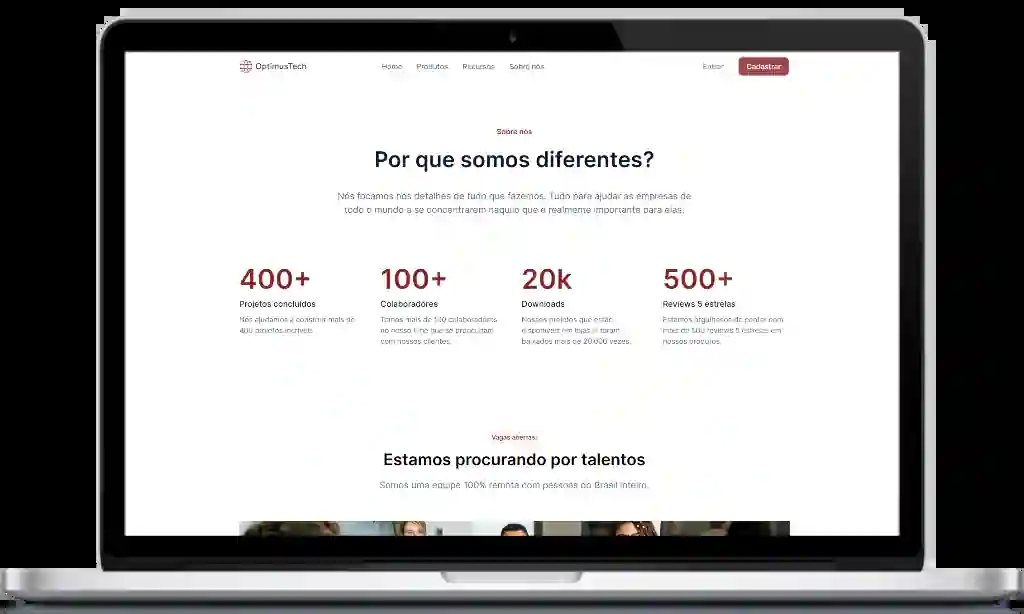 OptimusTech
Home Produtos Recursos Sobre nós
Entrar Cadastrar
Sobre nós
Por que somos diferentes?
Nós focamos nos detalhes de tudo que fazemos. Tudo para ajudar as empresas de
todo o mundo a se concentrarem naquilo que é realmente importante para elas.
400+
Projetos concluídos
Nós ajudamos a construir mais de
400 projetos incríveis.
100+
Colaboradores
Temos mais de 100 colaboradores
no nosso time que se preocupam
com nossos clientes.
20k
Downloads
Nossos projetos que estão
disponíveis em lojas já foram
baixados mais de 20.000 vezes.
500+
Reviews 5 estrelas
Estamos orgulhosos de contar com
mais de 500 reviews 5 estrelas em
nossos produtos.
Vagas abertas
Estamos procurando por talentos
Somos uma equipe 100% remota com pessoas do Brasil inteiro.